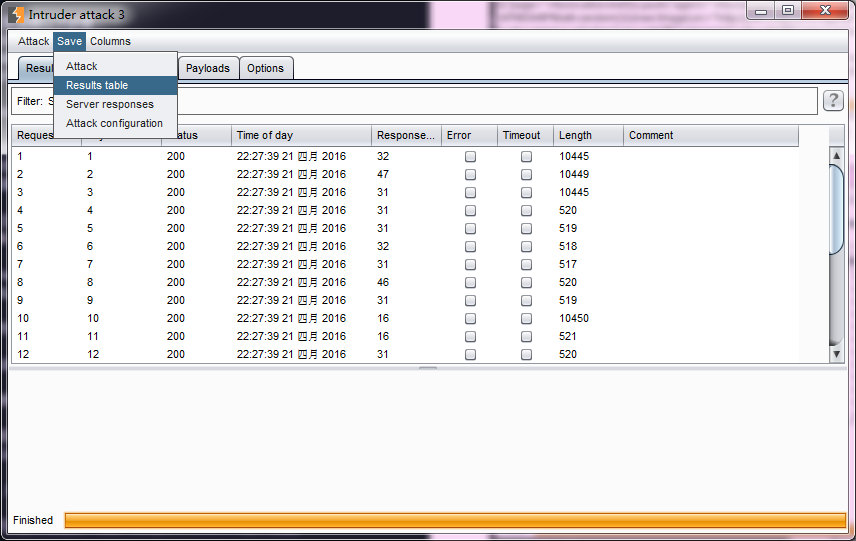 Intruder attack 3
Attack Save Columns
Attack
Results table
Server responses
Attack configuration
Payloads Options
Filter:
?
Status Time of day Response... Error Timeout Length Comment
1 1 200 22:27:39 21 四月 2016 32 10445
2 2 200 22:27:39 21 四月 2016 47 10449
3 3 200 22:27:39 21 四月 2016 31 10445
4 4 200 22:27:39 21 四月 2016 31 520
5 5 200 22:27:39 21 四月 2016 31 519
6 6 200 22:27:39 21 四月 2016 32 518
7 7 200 22:27:39 21 四月 2016 31 517
8 8 200 22:27:39 21 四月 2016 46 520
9 9 200 22:27:39 21 四月 2016 31 519
10 10 200 22:27:39 21 四月 2016 16 10450
11 11 200 22:27:39 21 四月 2016 16 521
12 12 200 22:27:39 21 四月 2016 31 520
Finished